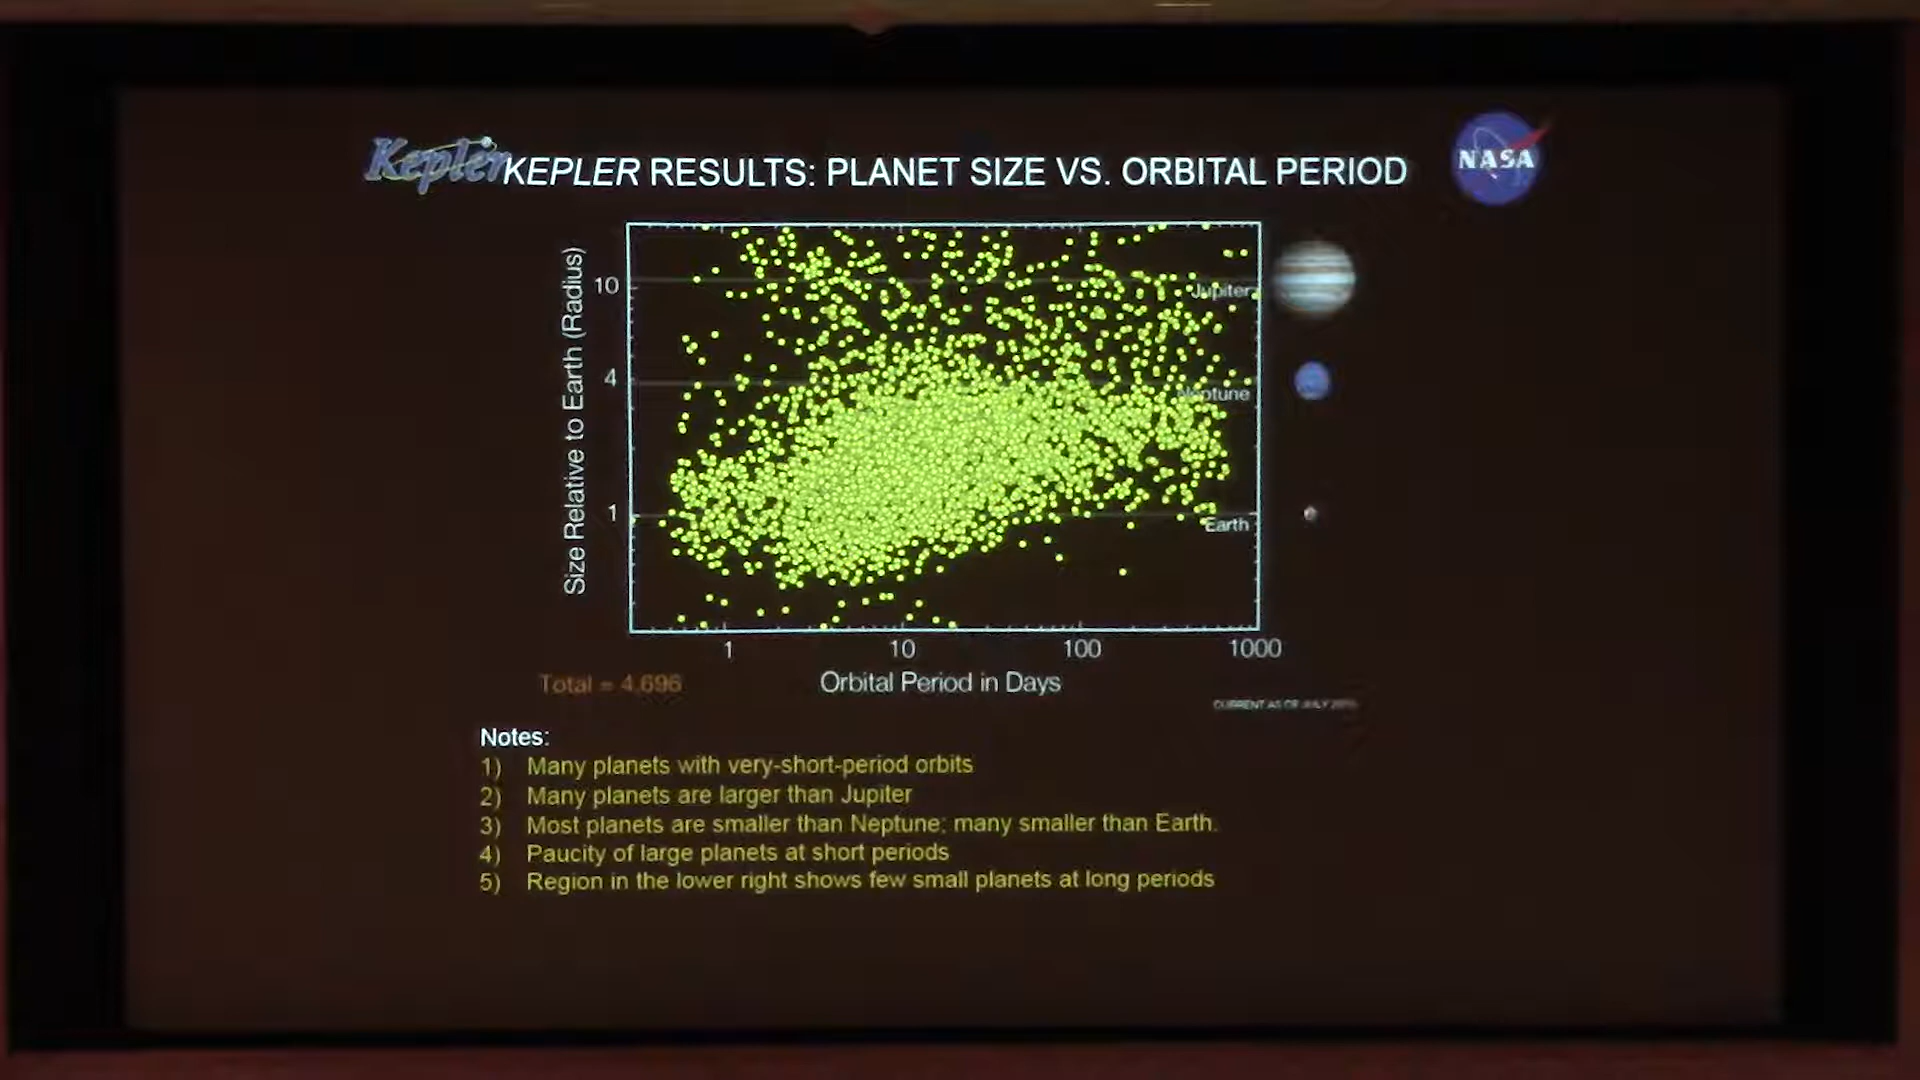 Kepler
KEPLER RESULTS: PLANET SIZE VS. ORBITAL PERIOD
NASA
Size Relative to Earth (Radius)
10
4
1
Jupiter
Neptune
Earth
1 10 100 1000
Orbital Period in Days
Total = 4,696
CURRENT AS OF JULY
Notes:
1) Many planets with very-short-period orbits
2) Many planets are larger than Jupiter
3) Most planets are smaller than Neptune; many smaller than Earth.
4) Paucity of large planets at short periods
5) Region in the lower right shows few small planets at long periods